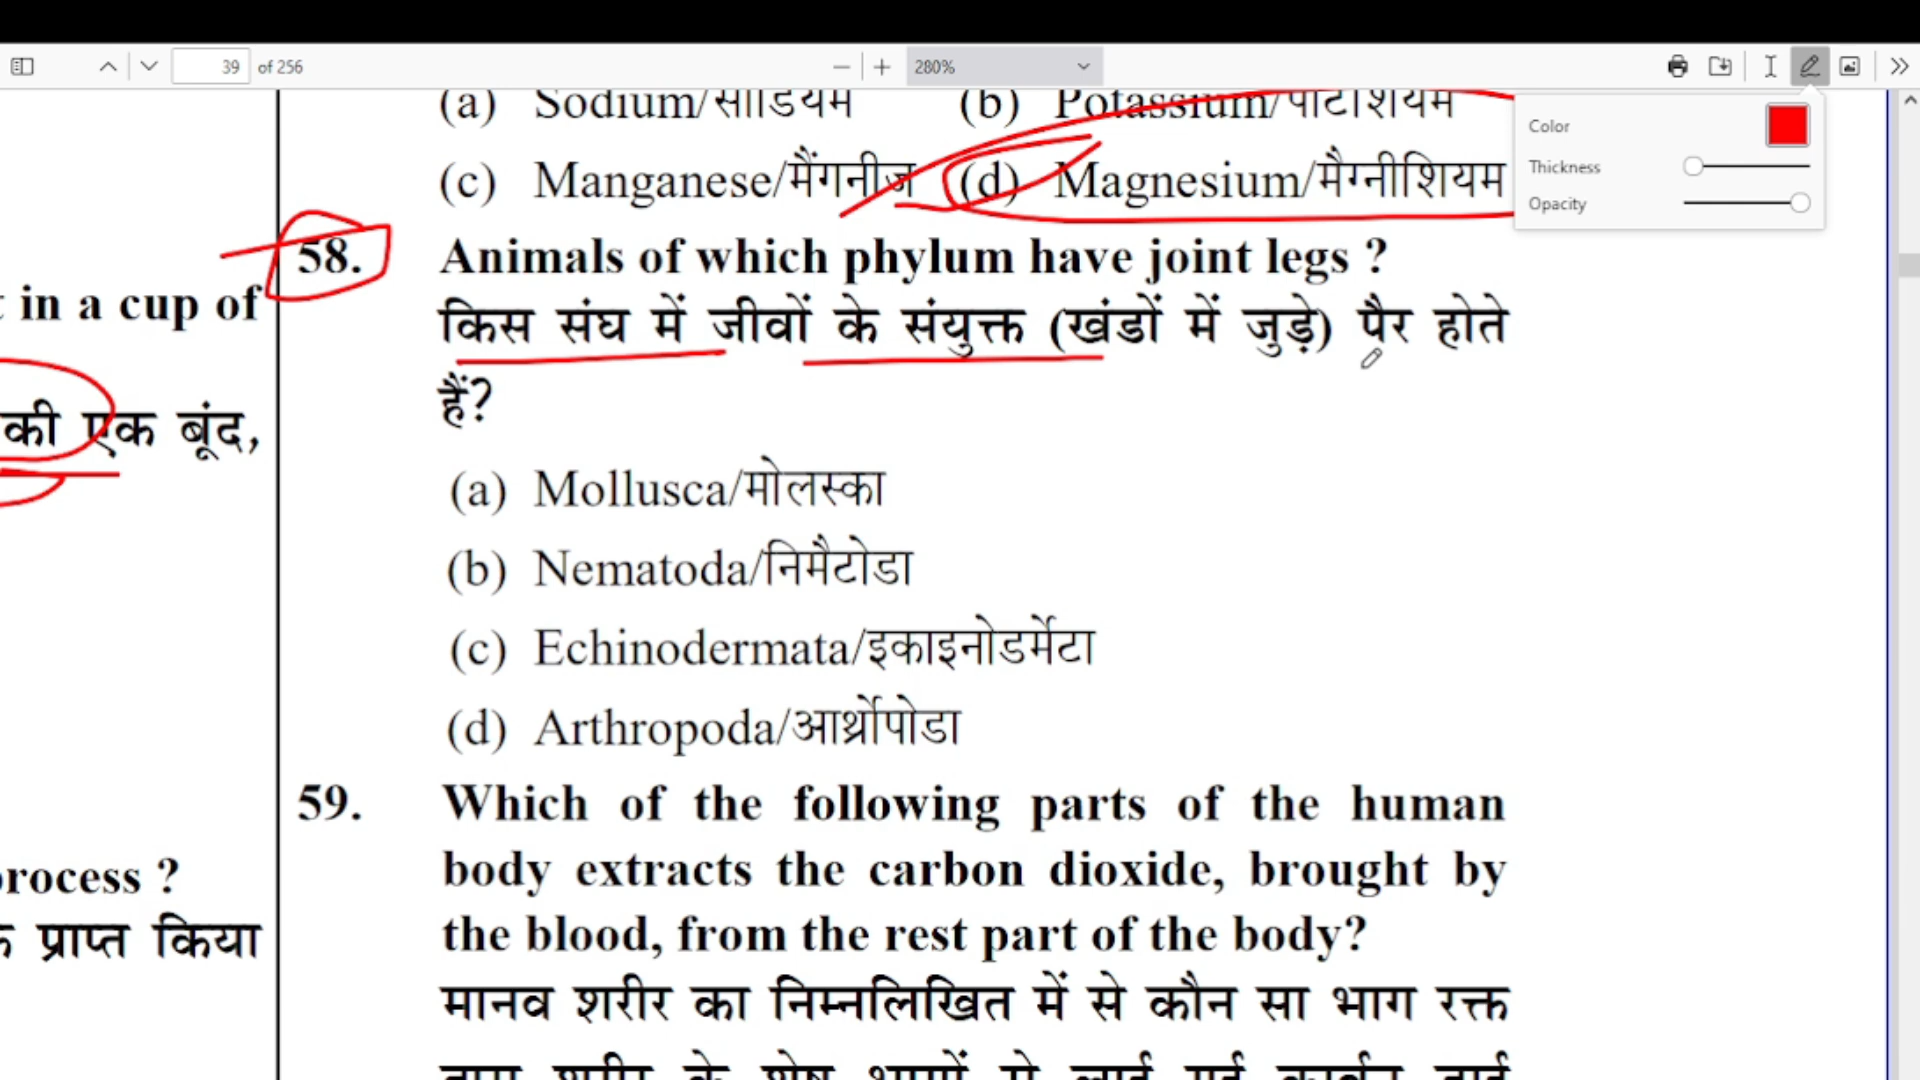 39 of 256
280%
Color
Thickness
Opacity
(a) Sodium/सोडियम (b) Potassium/पोटाशियम
(c) Manganese/मैंगनीज (d) Magnesium/मैग्नीशियम
58. Animals of which phylum have joint legs ?
किस संघ में जीवों के संयुक्त (खंडों में जुड़े) पैर होते
हैं?
(a) Mollusca/मोलस्का
(b) Nematoda/निमैटोडा
(c) Echinodermata/इकाइनोडर्मेटा
(d) Arthropoda/आर्थ्रोपोडा
59. Which of the following parts of the human
body extracts the carbon dioxide, brought by
the blood, from the rest part of the body?
मानव शरीर का निम्नलिखित में से कौन सा भाग रक्त
in a cup of
की एक बूंद,
process ?
प्राप्त किया